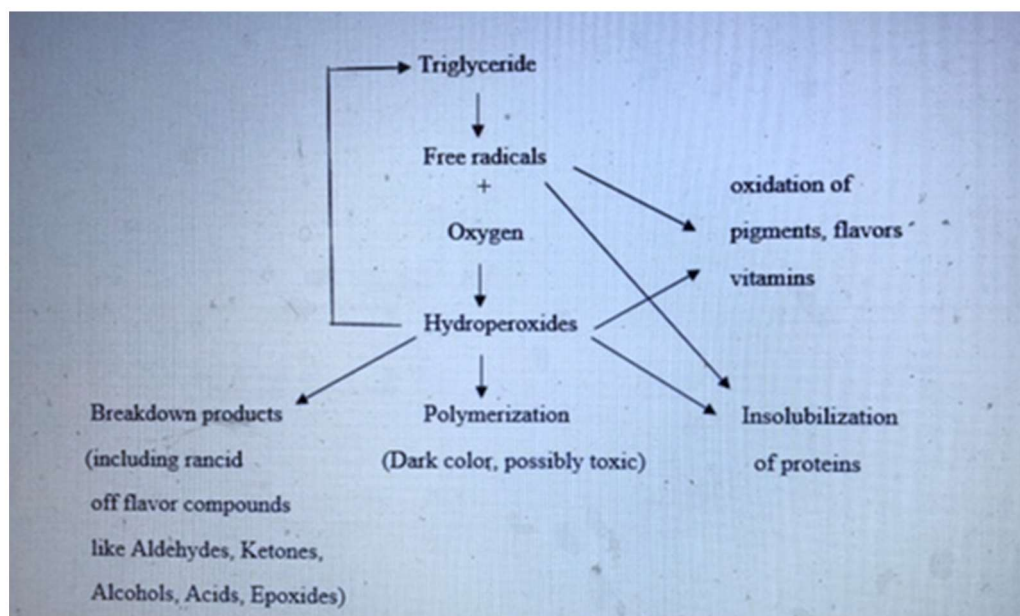 Triglyceride
Free radicals
+
Oxygen
oxidation of
pigments, flavors
vitamins
Hydroperoxides
Breakdown products
(including rancid
off flavor compounds
like Aldehydes, Ketones,
Alcohols, Acids, Epoxides)
Polymerization
(Dark color, possibly toxic)
Insolubilization
of proteins